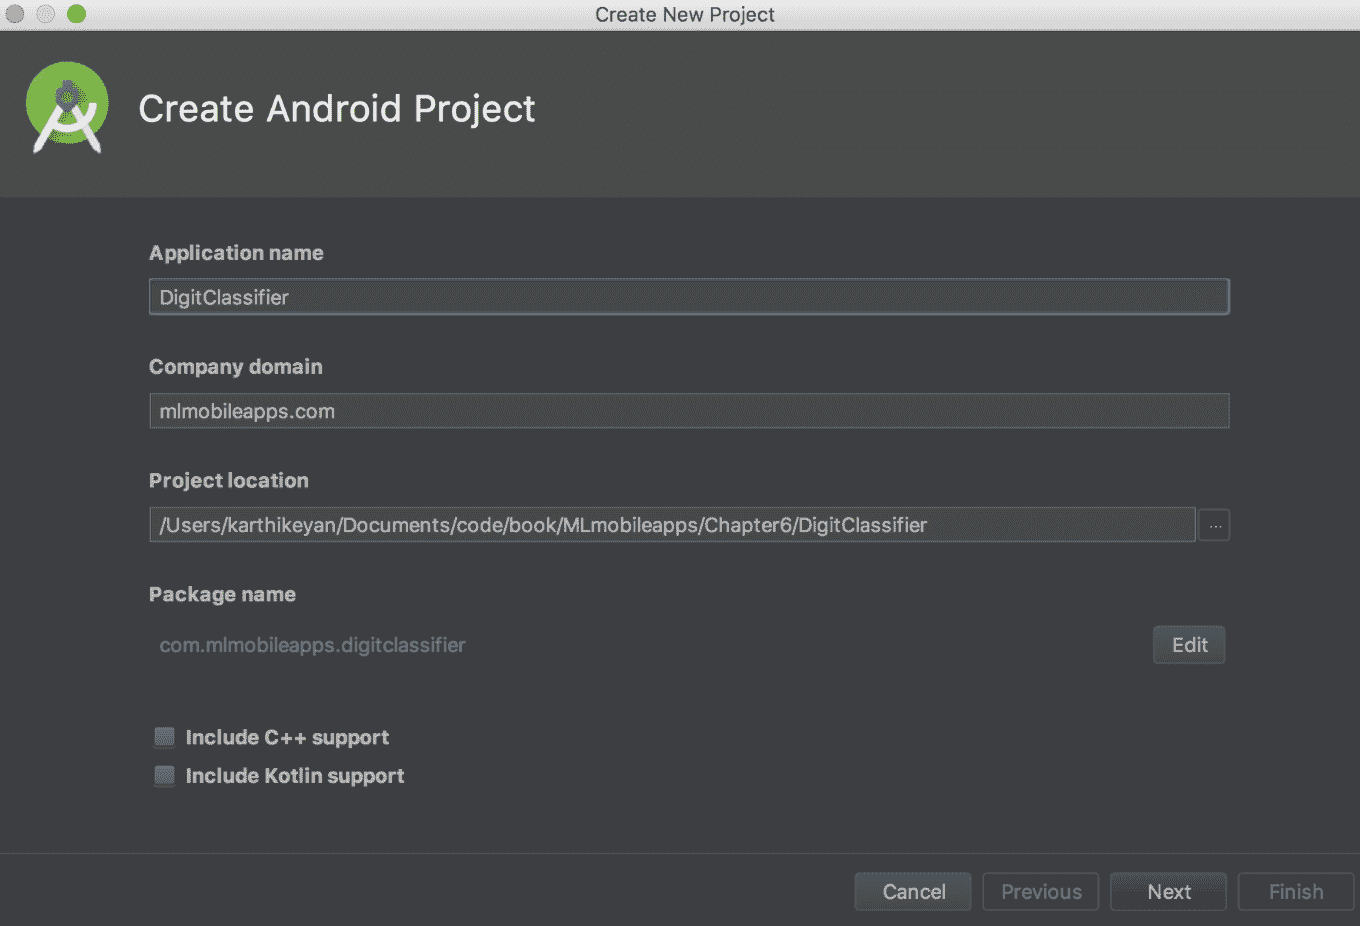 Create New Project
Create Android Project
Application name
DigitClassifier
Company domain
mlmobileapps.com
Project location
/Users/karthikeyan/Documents/code/book/MLmobileapps/Chapter6/DigitClassifier ...
Package name
com.mlmobileapps.digitclassifier Edit
Include C++ support
Include Kotlin support
Cancel Previous Next Finish